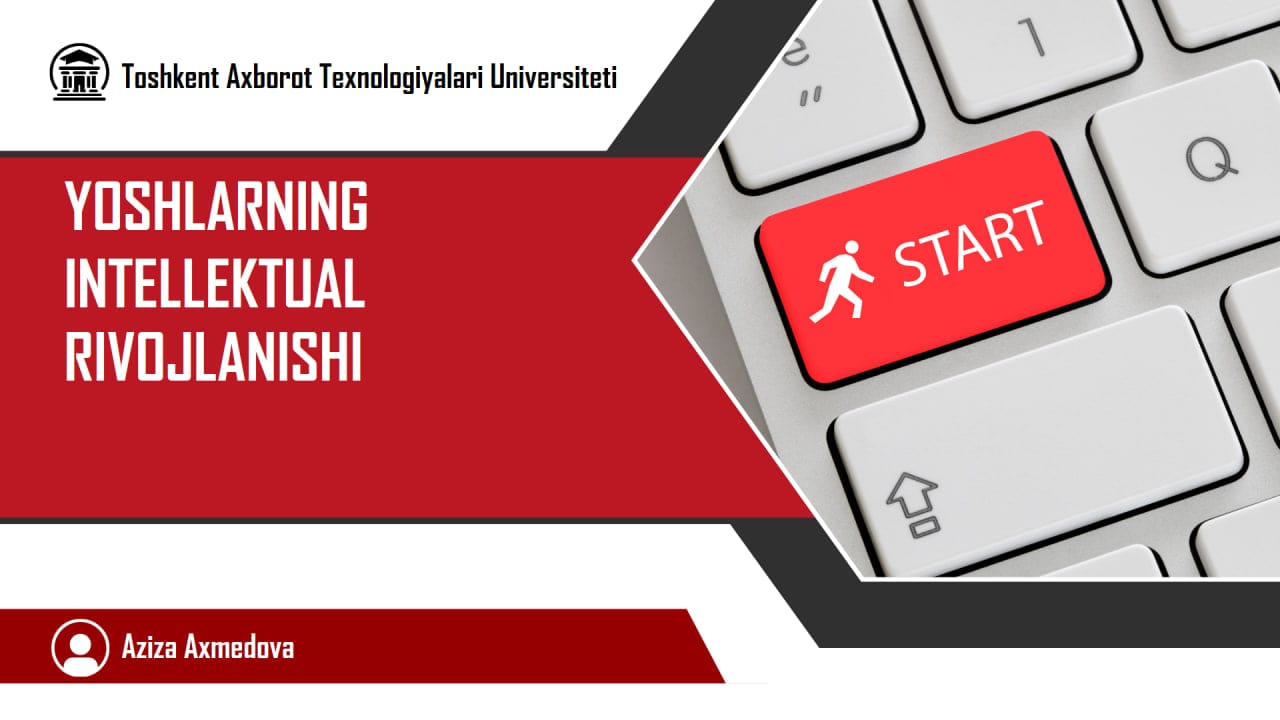 Toshkent Axborot Texnologiyalari Universiteti
YOSHLARNING
INTELLEKTUAL
RIVOJLANISHI
1
Q
START
Aziza Axmedova